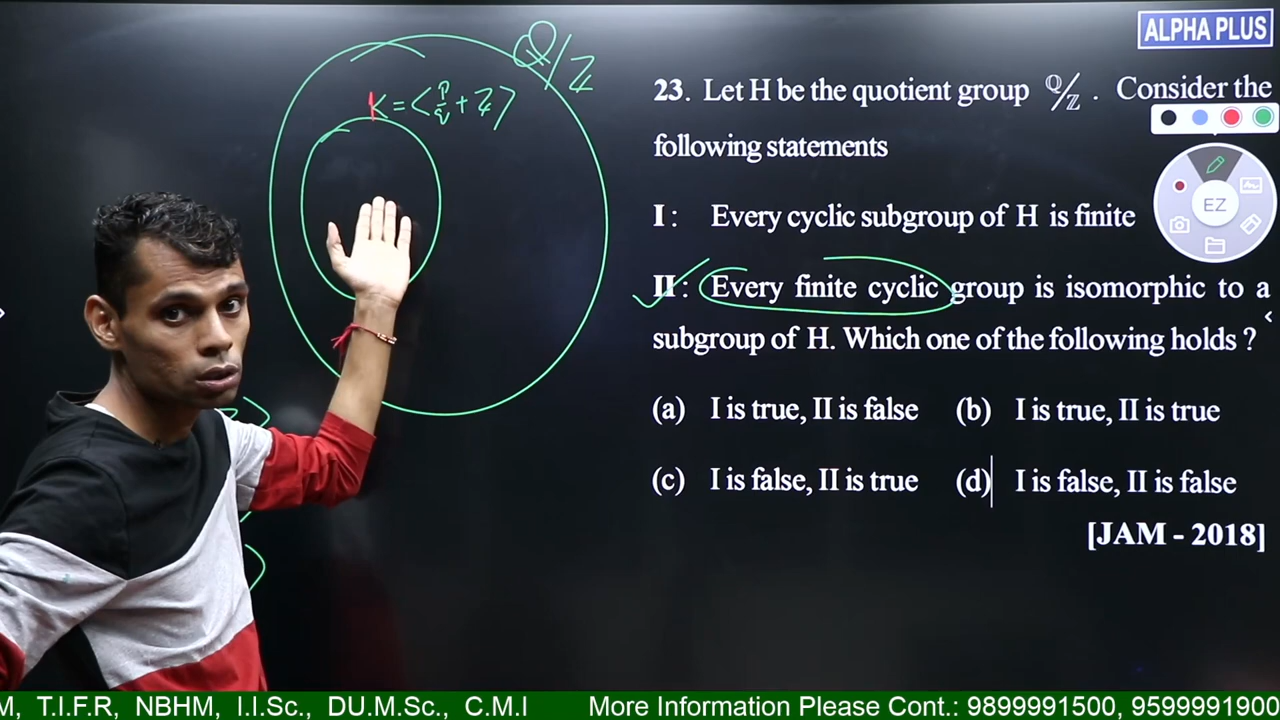 ALPHA PLUS
Q/Z
K = < p/q + Z >
23. Let H be the quotient group ℚ/ℤ . Consider the
following statements
EZ
I : Every cyclic subgroup of H is finite
II : Every finite cyclic group is isomorphic to a
subgroup of H. Which one of the following holds ?
(a) I is true, II is false (b) I is true, II is true
(c) I is false, II is true (d) I is false, II is false
[JAM - 2018]
M, T.I.F.R, NBHM, I.I.Sc., DU.M.Sc., C.M.I More Information Please Cont.: 9899991500, 9599991900